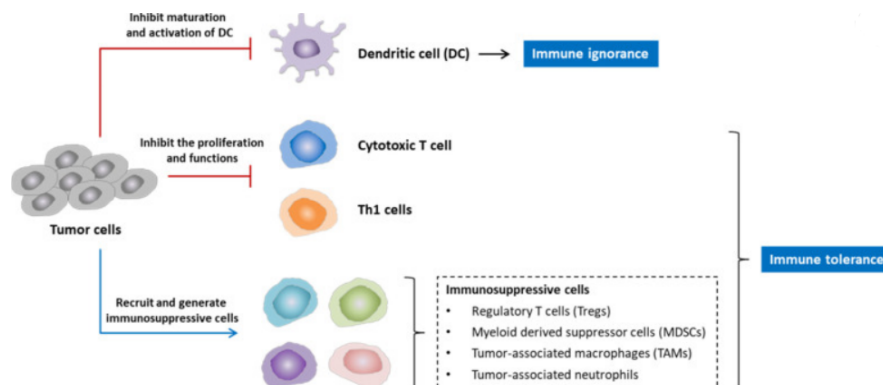 Inhibit maturation
and activation of DC
Dendritic cell (DC)
Immune ignorance
Inhibit the proliferation
and functions
Cytotoxic T cell
Th1 cells
Tumor cells
Immune tolerance
Recruit and generate
immunosuppressive cells
Immunosuppressive cells
• Regulatory T cells (Tregs)
• Myeloid derived suppressor cells (MDSCs)
• Tumor-associated macrophages (TAMs)
• Tumor-associated neutrophils